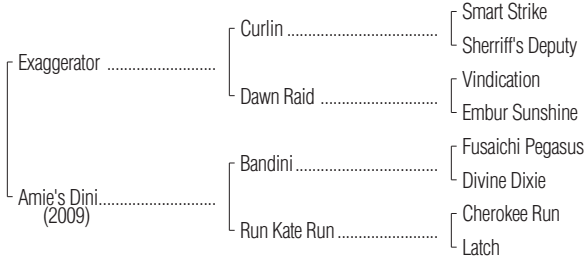 Smart Strike
Curlin
Sherriff's Deputy
Exaggerator
Vindication
Dawn Raid
Embur Sunshine
Fusaichi Pegasus
Bandini
Divine Dixie
Amie's Dini
(2009)
Cherokee Run
Run Kate Run
Latch